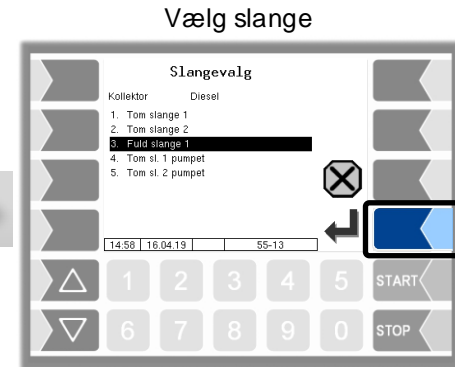 Vælg slange
Slangevalg
Kollektor Diesel
1. Tom slange 1
2. Tom slange 2
3. Fuld slange 1
4. Tom sl. 1 pumpet
5. Tom sl. 2 pumpet
14:58 16.04.19 55-13
1 2 3 4 5 START
6 7 8 9 0 STOP